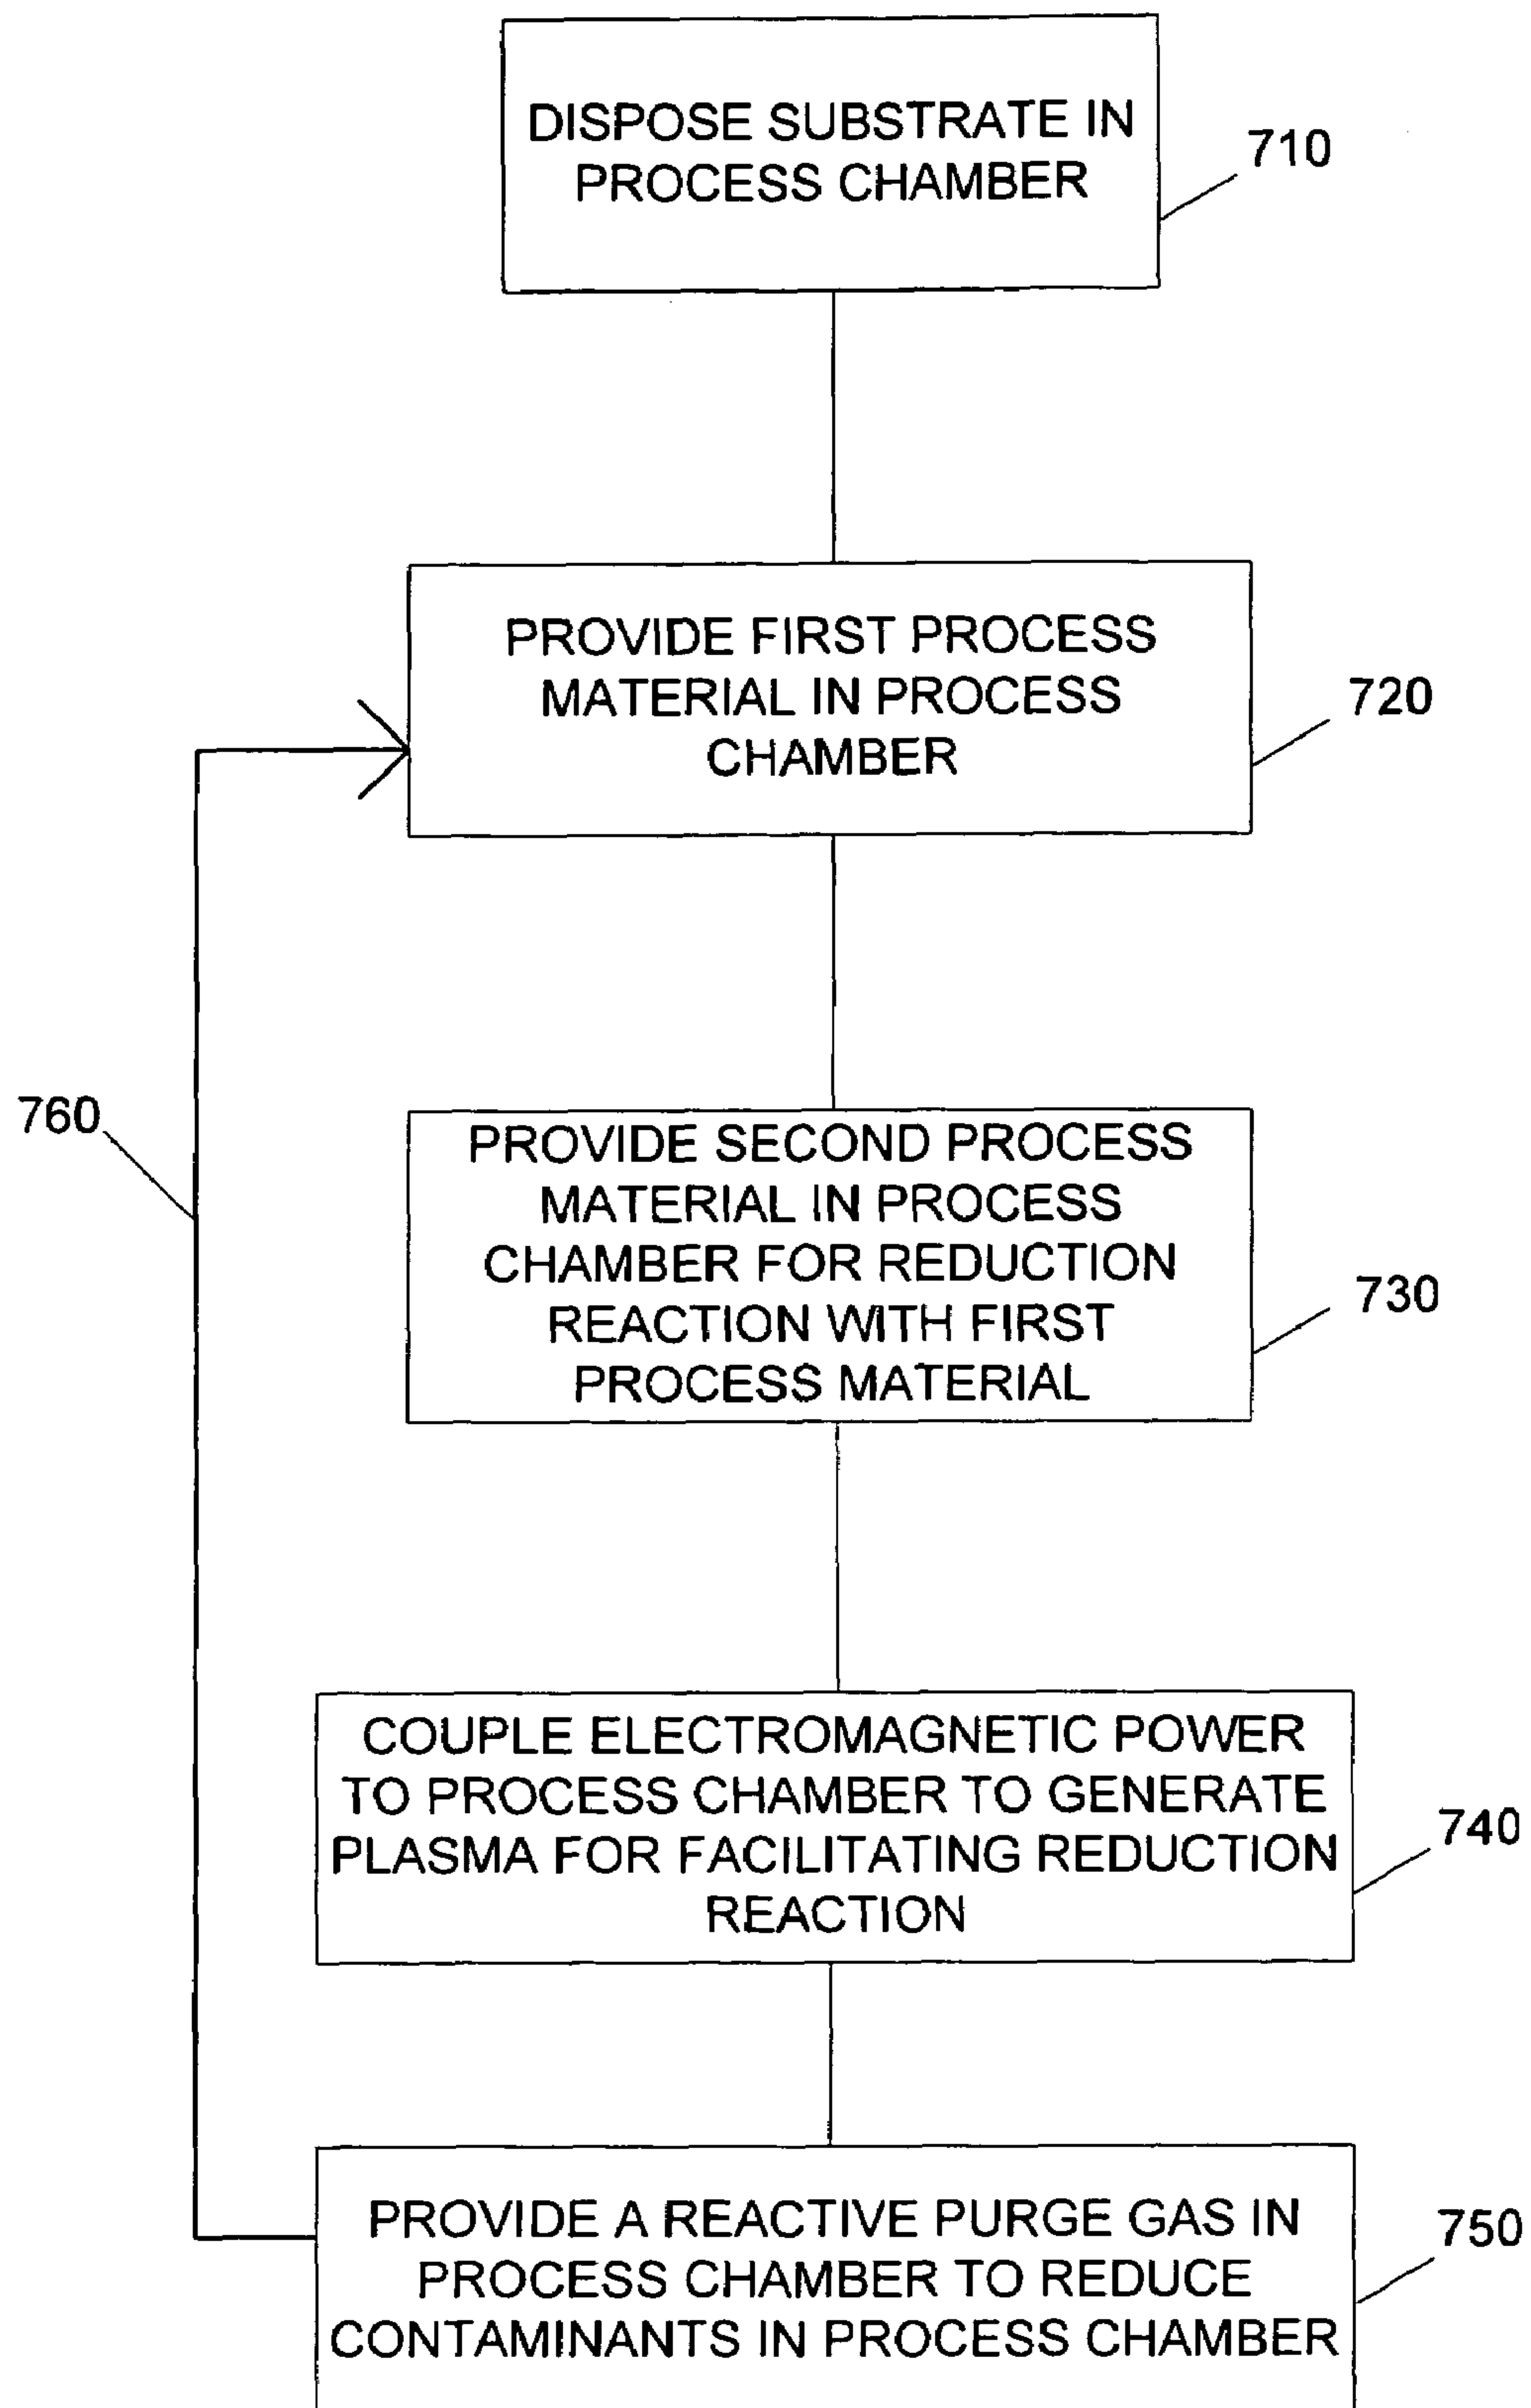 DISPOSE SUBSTRATE IN
PROCESS CHAMBER
710
PROVIDE FIRST PROCESS
MATERIAL IN PROCESS
CHAMBER
720
760
PROVIDE SECOND PROCESS
MATERIAL IN PROCESS
CHAMBER FOR REDUCTION
REACTION WITH FIRST
PROCESS MATERIAL
730
COUPLE ELECTROMAGNETIC POWER
TO PROCESS CHAMBER TO GENERATE
PLASMA FOR FACILITATING REDUCTION
REACTION
740
PROVIDE A REACTIVE PURGE GAS IN
PROCESS CHAMBER TO REDUCE
CONTAMINANTS IN PROCESS CHAMBER
750